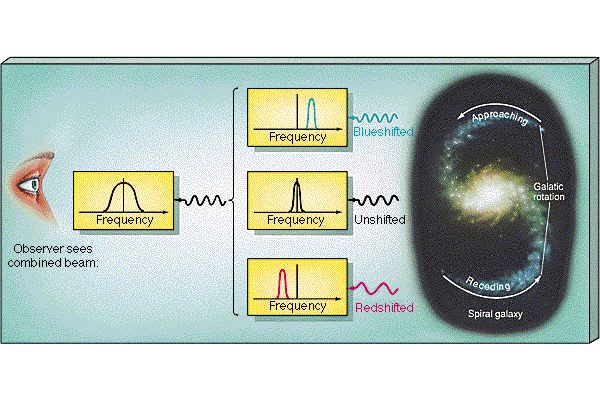 Observer sees
combined beam:
Frequency
Frequency
Blueshifted
Frequency
Unshifted
Frequency
Redshifted
Approaching
Galatic
rotation
Receding
Spiral galaxy